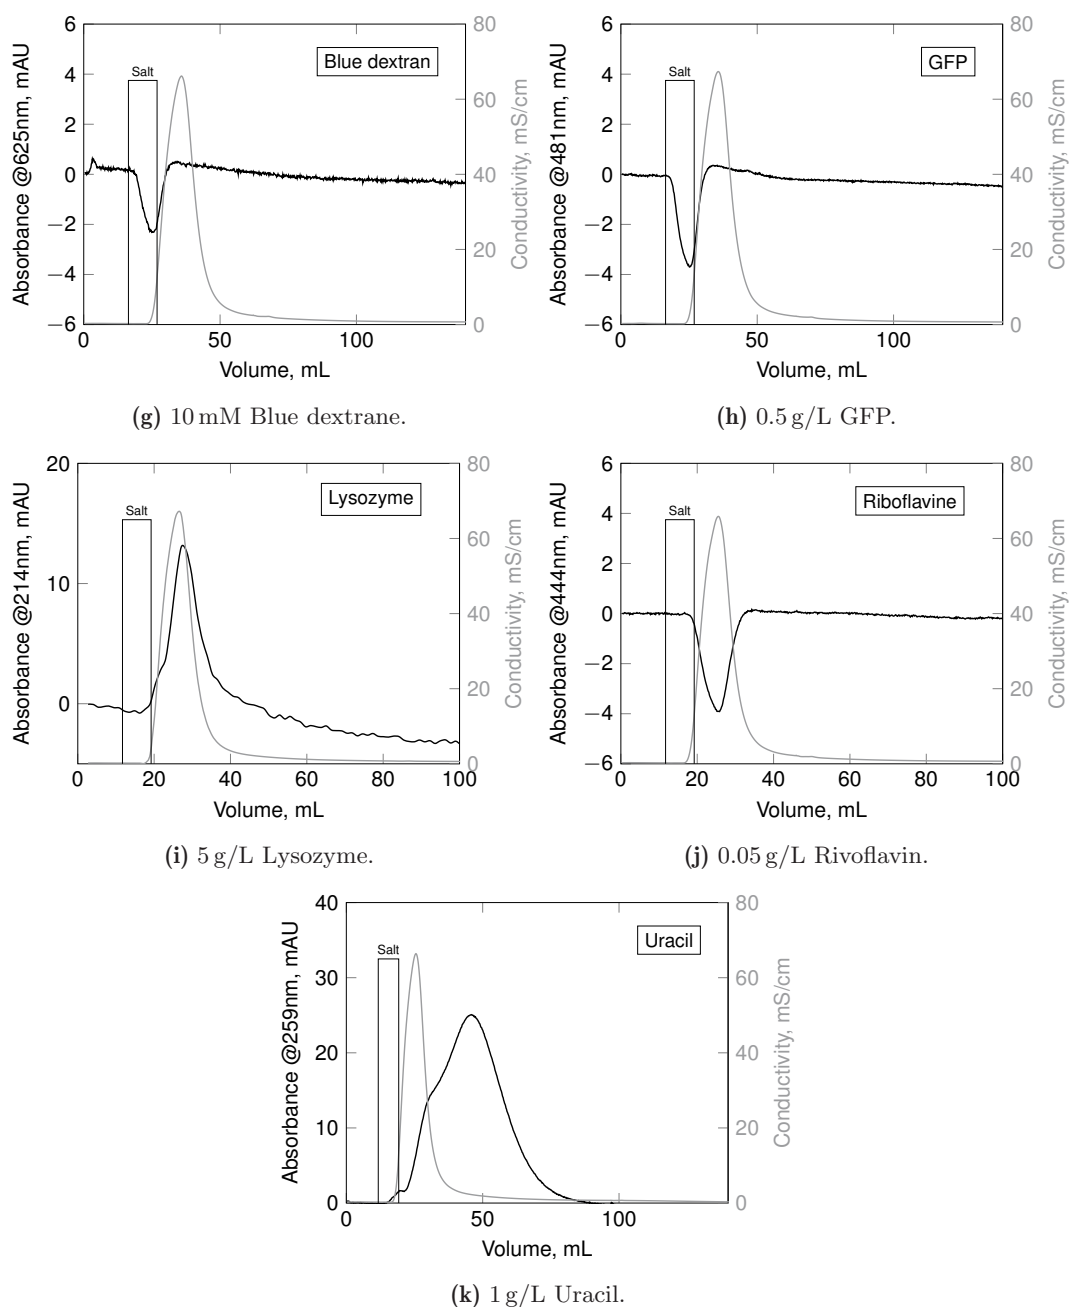 6
4
2
0
−2
−4
−6
80
60
40
20
0
0
50
100
Absorbance @625nm, mAU
Conductivity, mS/cm
Volume, mL
Salt
Blue dextran
(g) 10 mM Blue dextrane.
6
4
2
0
−2
−4
−6
80
60
40
20
0
0
50
100
Absorbance @481nm, mAU
Conductivity, mS/cm
Volume, mL
Salt
GFP
(h) 0.5 g/L GFP.
20
10
0
80
60
40
20
0
0
20
40
60
80
100
Absorbance @214nm, mAU
Conductivity, mS/cm
Volume, mL
Salt
Lysozyme
(i) 5 g/L Lysozyme.
6
4
2
0
−2
−4
−6
80
60
40
20
0
0
20
40
60
80
100
Absorbance @444nm, mAU
Conductivity, mS/cm
Volume, mL
Salt
Riboflavine
(j) 0.05 g/L Rivoflavin.
40
30
20
10
0
80
60
40
20
0
0
50
100
Absorbance @259nm, mAU
Conductivity, mS/cm
Volume, mL
Salt
Uracil
(k) 1 g/L Uracil.